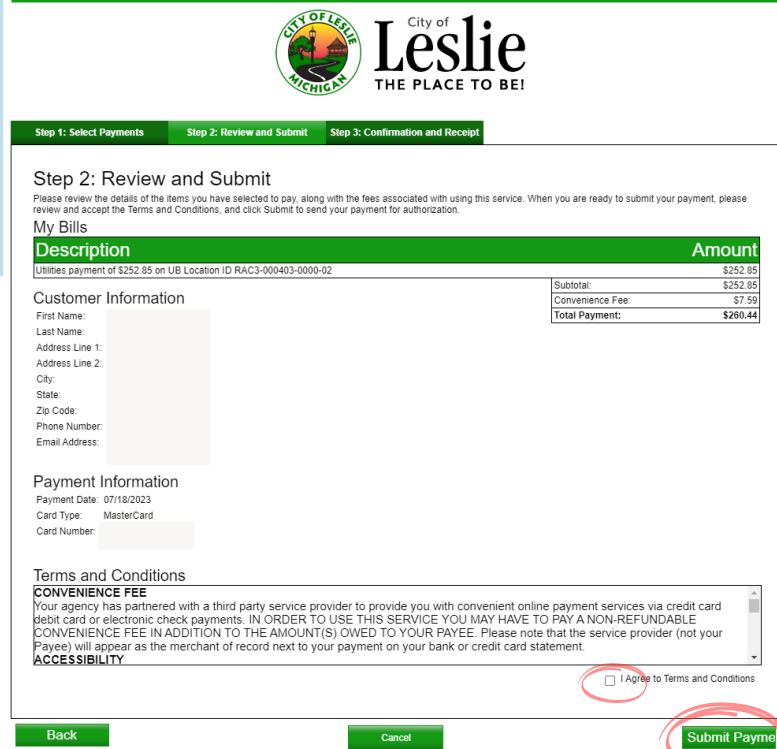 CITY OF LESLIE
MICHIGAN
City of
Leslie
THE PLACE TO BE!
Step 1: Select Payments Step 2: Review and Submit Step 3: Confirmation and Receipt
Step 2: Review and Submit
Please review the details of the items you have selected to pay, along with the fees associated with using this service. When you are ready to submit your payment, please
review and accept the Terms and Conditions, and click Submit to send your payment for authorization.
My Bills
Description Amount
Utilities payment of $252.85 on UB Location ID RAC3-000403-0000-02 $252.85
Subtotal: $252.85
Convenience Fee: $7.59
Total Payment: $260.44
Customer Information
First Name:
Last Name:
Address Line 1:
Address Line 2:
City:
State:
Zip Code:
Phone Number:
Email Address:
Payment Information
Payment Date: 07/18/2023
Card Type: MasterCard
Card Number:
Terms and Conditions
CONVENIENCE FEE
Your agency has partnered with a third party service provider to provide you with convenient online payment services via credit card
debit card or electronic check payments. IN ORDER TO USE THIS SERVICE YOU MAY HAVE TO PAY A NON-REFUNDABLE
CONVENIENCE FEE IN ADDITION TO THE AMOUNT(S) OWED TO YOUR PAYEE. Please note that the service provider (not your
Payee) will appear as the merchant of record next to your payment on your bank or credit card statement.
ACCESSIBILITY
I Agree to Terms and Conditions
Back Cancel Submit Payme